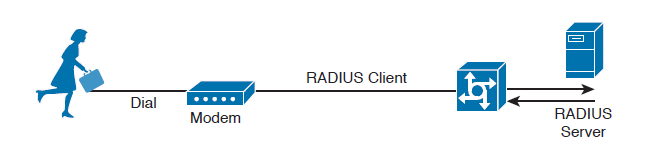 Dial
Modem
RADIUS Client
RADIUS
Server